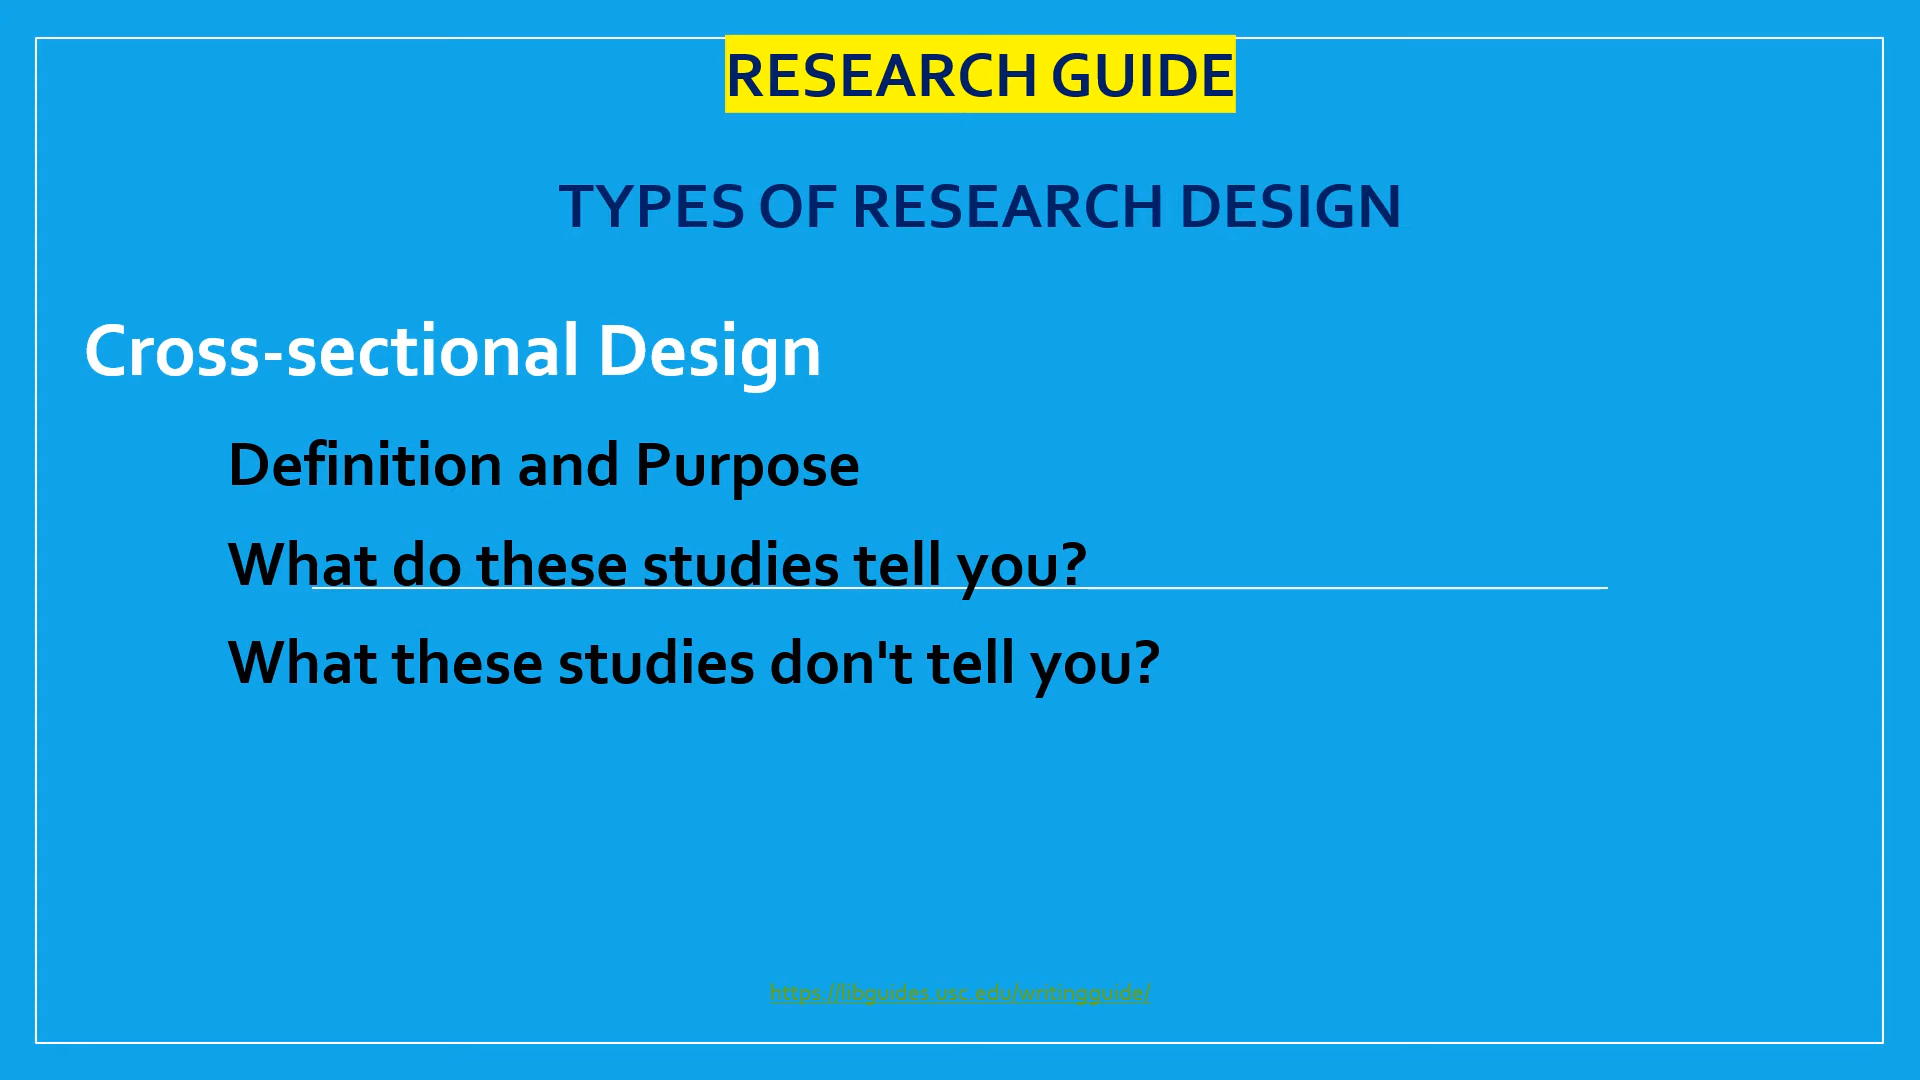 RESEARCH GUIDE
TYPES OF RESEARCH DESIGN
Cross-sectional Design
Definition and Purpose
What do these studies tell you?
What these studies don't tell you?
https://libguides.usc.edu/writingguide/